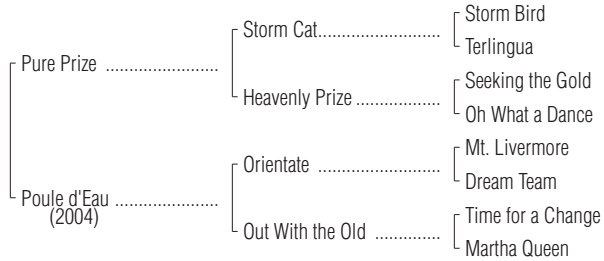 Storm Bird
Storm Cat...........................
Terlingua
Pure Prize .........................
Seeking the Gold
Heavenly Prize ...................
Oh What a Dance
Mt. Livermore
Orientate ...........................
Dream Team
Poule d'Eau .......................
(2004)
Time for a Change
Out With the Old ...............
Martha Queen